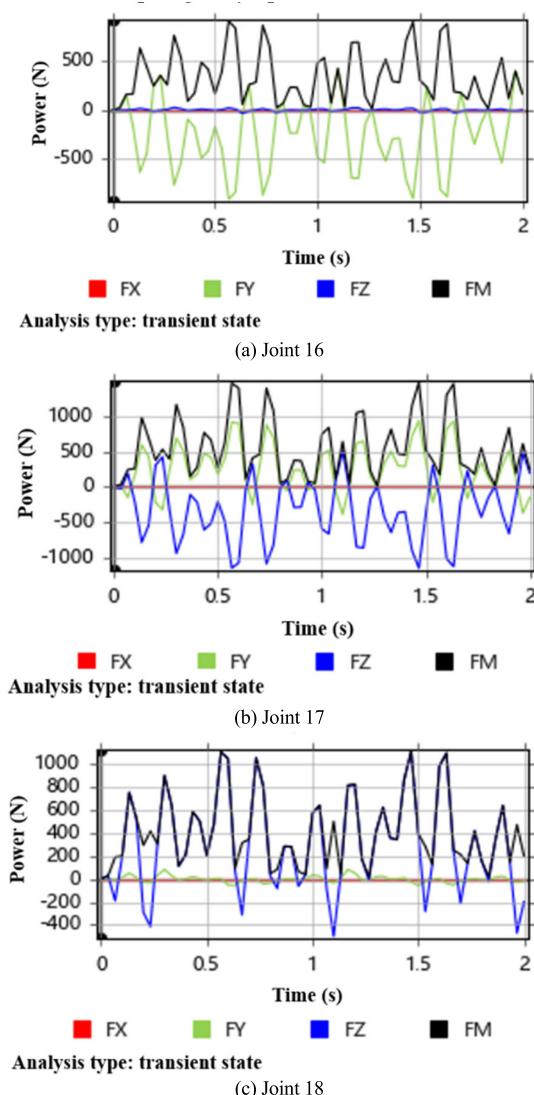 500
0
-500
Power (N)
0 0.5 1 1.5 2
Time (s)
FX FY FZ FM
Analysis type: transient state
(a) Joint 16
1000
500
0
-500
-1000
Power (N)
0 0.5 1 1.5 2
Time (s)
FX FY FZ FM
Analysis type: transient state
(b) Joint 17
1000
800
600
400
200
0
-200
-400
Power (N)
0 0.5 1 1.5 2
Time (s)
FX FY FZ FM
Analysis type: transient state
(c) Joint 18